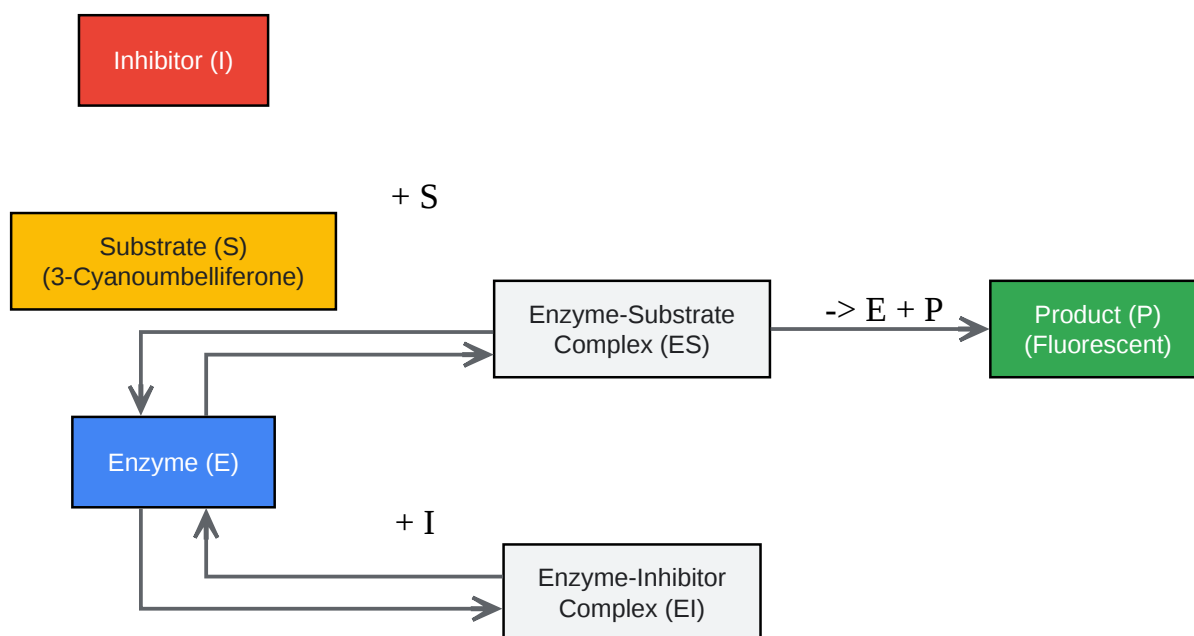 Inhibitor (I)
+ S
Substrate (S)
(3-Cyanoumbelliferone)
Enzyme-Substrate
Complex (ES)
-> E + P
Product (P)
(Fluorescent)
Enzyme (E)
+ I
Enzyme-Inhibitor
Complex (EI)